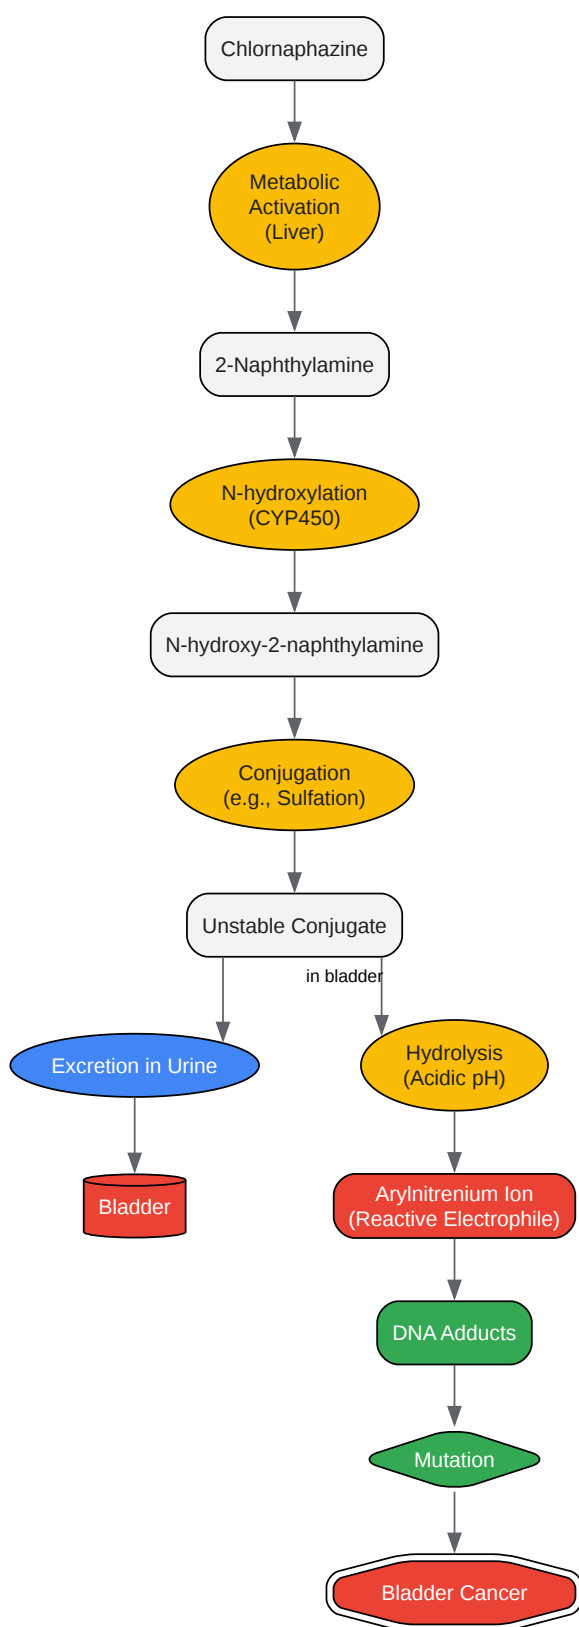 Chlornaphazine
Metabolic
Activation
(Liver)
2-Naphthylamine
N-hydroxylation
(CYP450)
N-hydroxy-2-naphthylamine
Conjugation
(e.g., Sulfation)
Unstable Conjugate
in bladder
Excretion in Urine
Hydrolysis
(Acidic pH)
Bladder
Arylnitrenium Ion
(Reactive Electrophile)
DNA Adducts
Mutation
Bladder Cancer